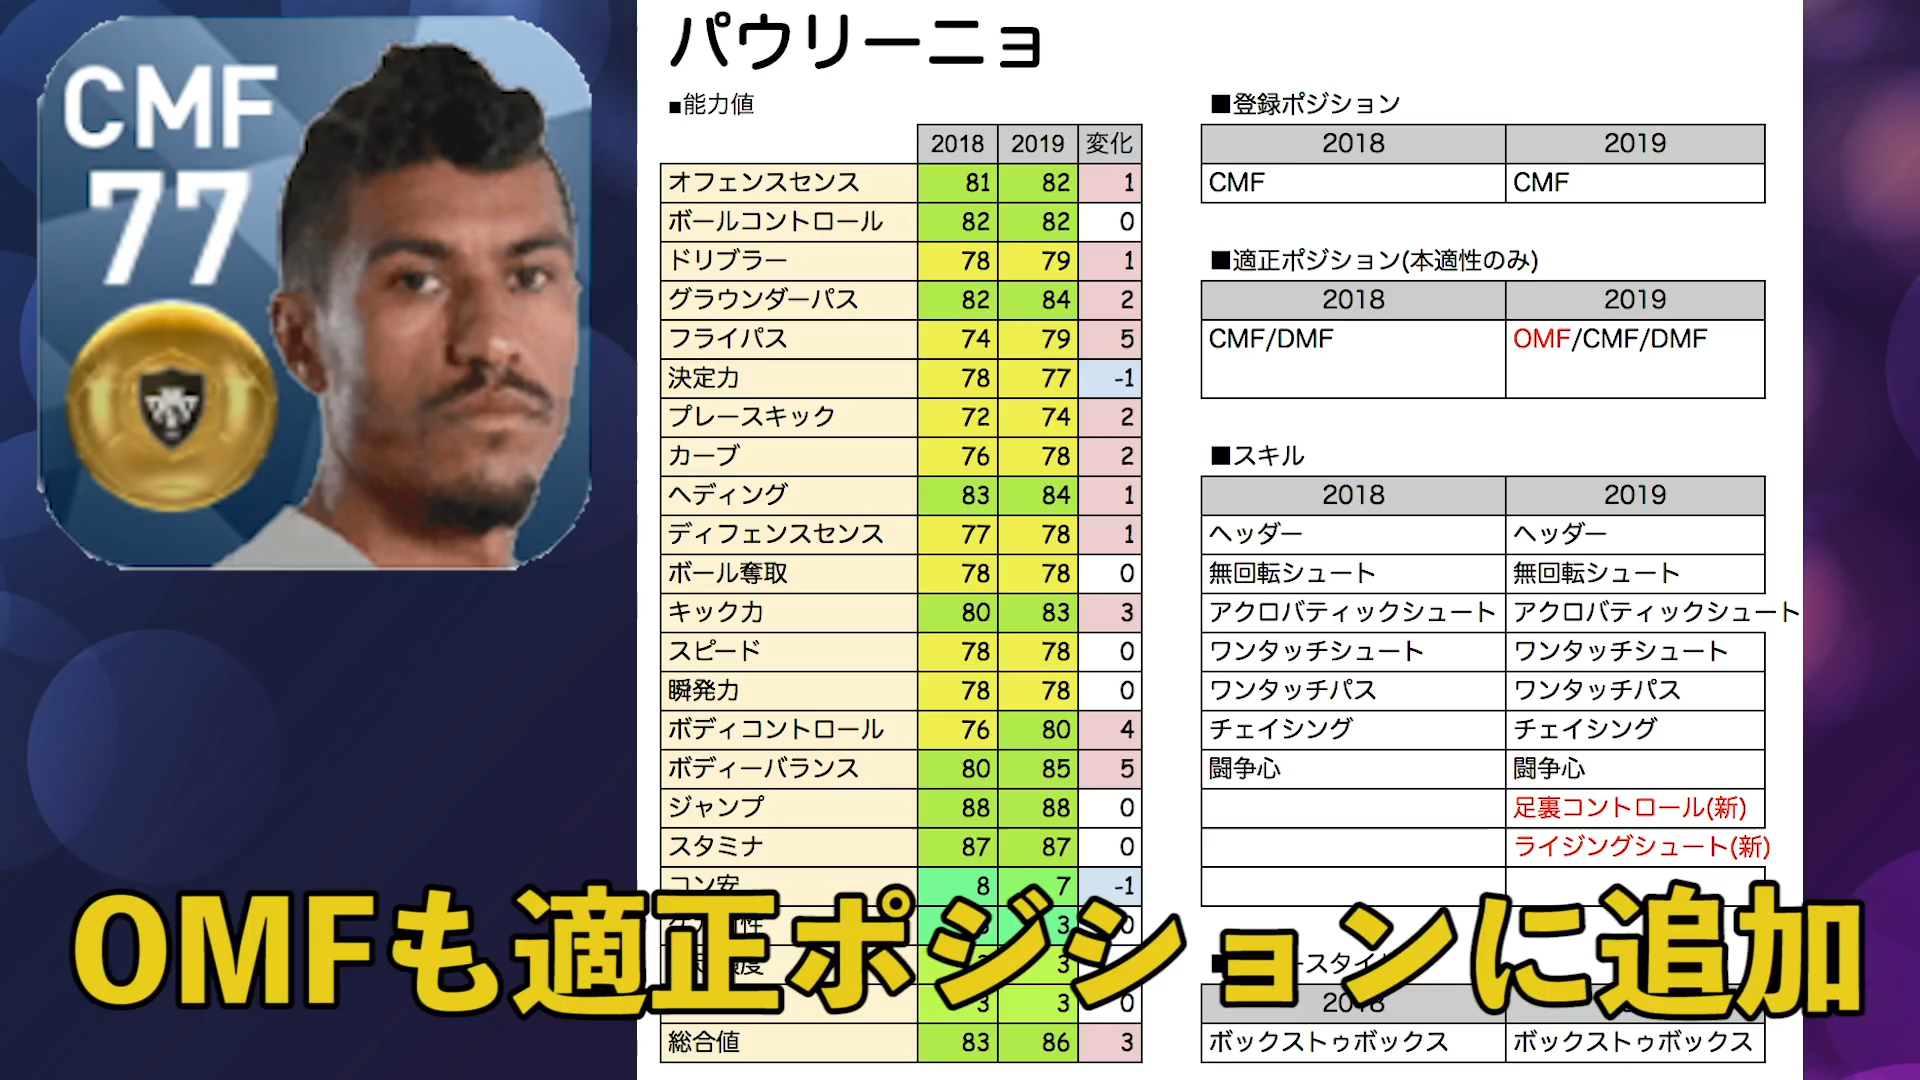 CMF
77
パウリーニョ
■能力値
2018 2019 変化
オフェンスセンス 81 82 1
ボールコントロール 82 82 0
ドリブラー 78 79 1
グラウンダーパス 82 84 2
フライパス 74 79 5
決定力 78 77 -1
プレースキック 72 74 2
カーブ 76 78 2
ヘディング 83 84 1
ディフェンスセンス 77 78 1
ボール奪取 78 78 0
キック力 80 83 3
スピード 78 78 0
瞬発力 78 78 0
ボディコントロール 76 80 4
ボディーバランス 80 85 5
ジャンプ 88 88 0
スタミナ 87 87 0
コン安 8 7 -1
性 3 0
度 3
3 3 0
総合値 83 86 3
■登録ポジション
2018 2019
CMF CMF
■適正ポジション(本適性のみ)
2018 2019
CMF/DMF OMF/CMF/DMF
■スキル
2018 2019
ヘッダー ヘッダー
無回転シュート 無回転シュート
アクロバティックシュート アクロバティックシュート
ワンタッチシュート ワンタッチシュート
ワンタッチパス ワンタッチパス
チェイシング チェイシング
闘争心 闘争心
足裏コントロール(新)
ライジングシュート(新)
■ ースタイ
2018
ボックストゥボックス ボックストゥボックス
OMFも適正ポジションに追加